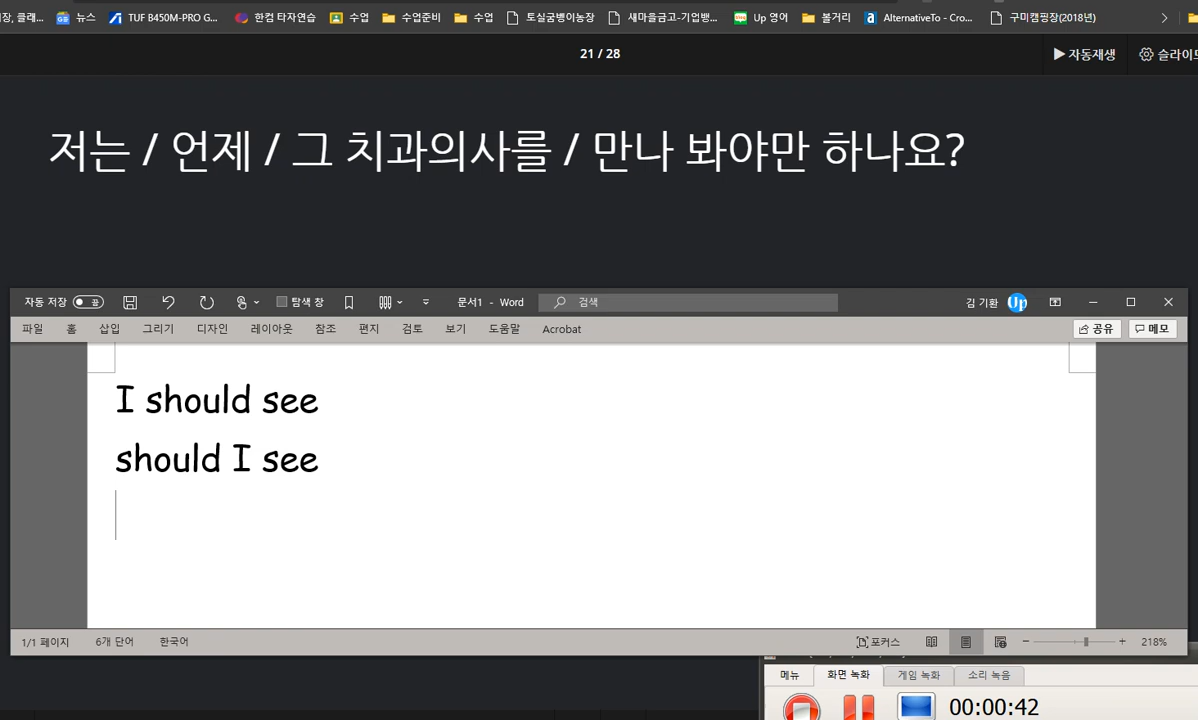 장, 클래... 뉴스 TUF B450M-PRO G... 한컴 타자연습 수업 수업준비 수업 토실굼벵이농장 새마을금고-기업뱅... Up 영어 볼거리 AlternativeTo - Cro... 구미캠핑장(2018년)
21 / 28 ▶ 자동재생 슬라이드
저는 / 언제 / 그 치과의사를 / 만나 봐야만 하나요?
자동 저장 끔 탐색 창 문서1 - Word 검색 김 기환 Up
파일 홈 삽입 그리기 디자인 레이아웃 참조 편지 검토 보기 도움말 Acrobat 공유 메모
I should see
should I see
1/1 페이지 6개 단어 한국어 포커스 218%
메뉴 화면 녹화 게임 녹화 소리 녹음
00:00:42